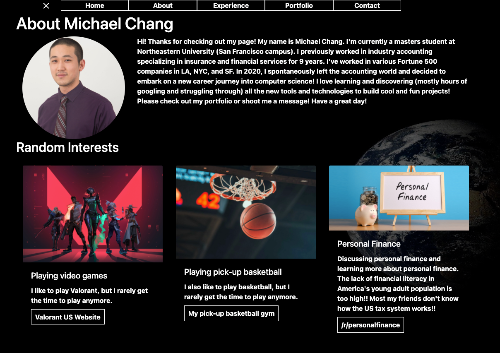 Home About Experience Portfolio Contact
About Michael Chang
Hi! Thanks for checking out my page! My name is Michael Chang. I'm currently a masters student at
Northeastern University (San Francisco campus). I previously worked in industry accounting
specializing in insurance and financial services for 9 years. I've worked in various Fortune 500
companies in LA, NYC, and SF. In 2020, I spontaneously left the accounting world and decided to
embark on a new career journey into computer science! I love learning and discovering (mostly hours of
googling and struggling through) all the new tools and technologies to build cool and fun projects!
Please check out my portfolio or shoot me a message! Have a great day!
Random Interests
Playing video games
I like to play Valorant, but I rarely get
the time to play anymore.
Valorant US Website
42
Playing pick-up basketball
I also like to play basketball, but I
rarely get the time to play anymore.
My pick-up basketball gym
Personal
Finance
Personal Finance
Discussing personal finance and
learning more about personal finance.
The lack of financial literacy in
America's young adult population is
too high!! Most my friends don't know
how the US tax system works!!
/r/personalfinance